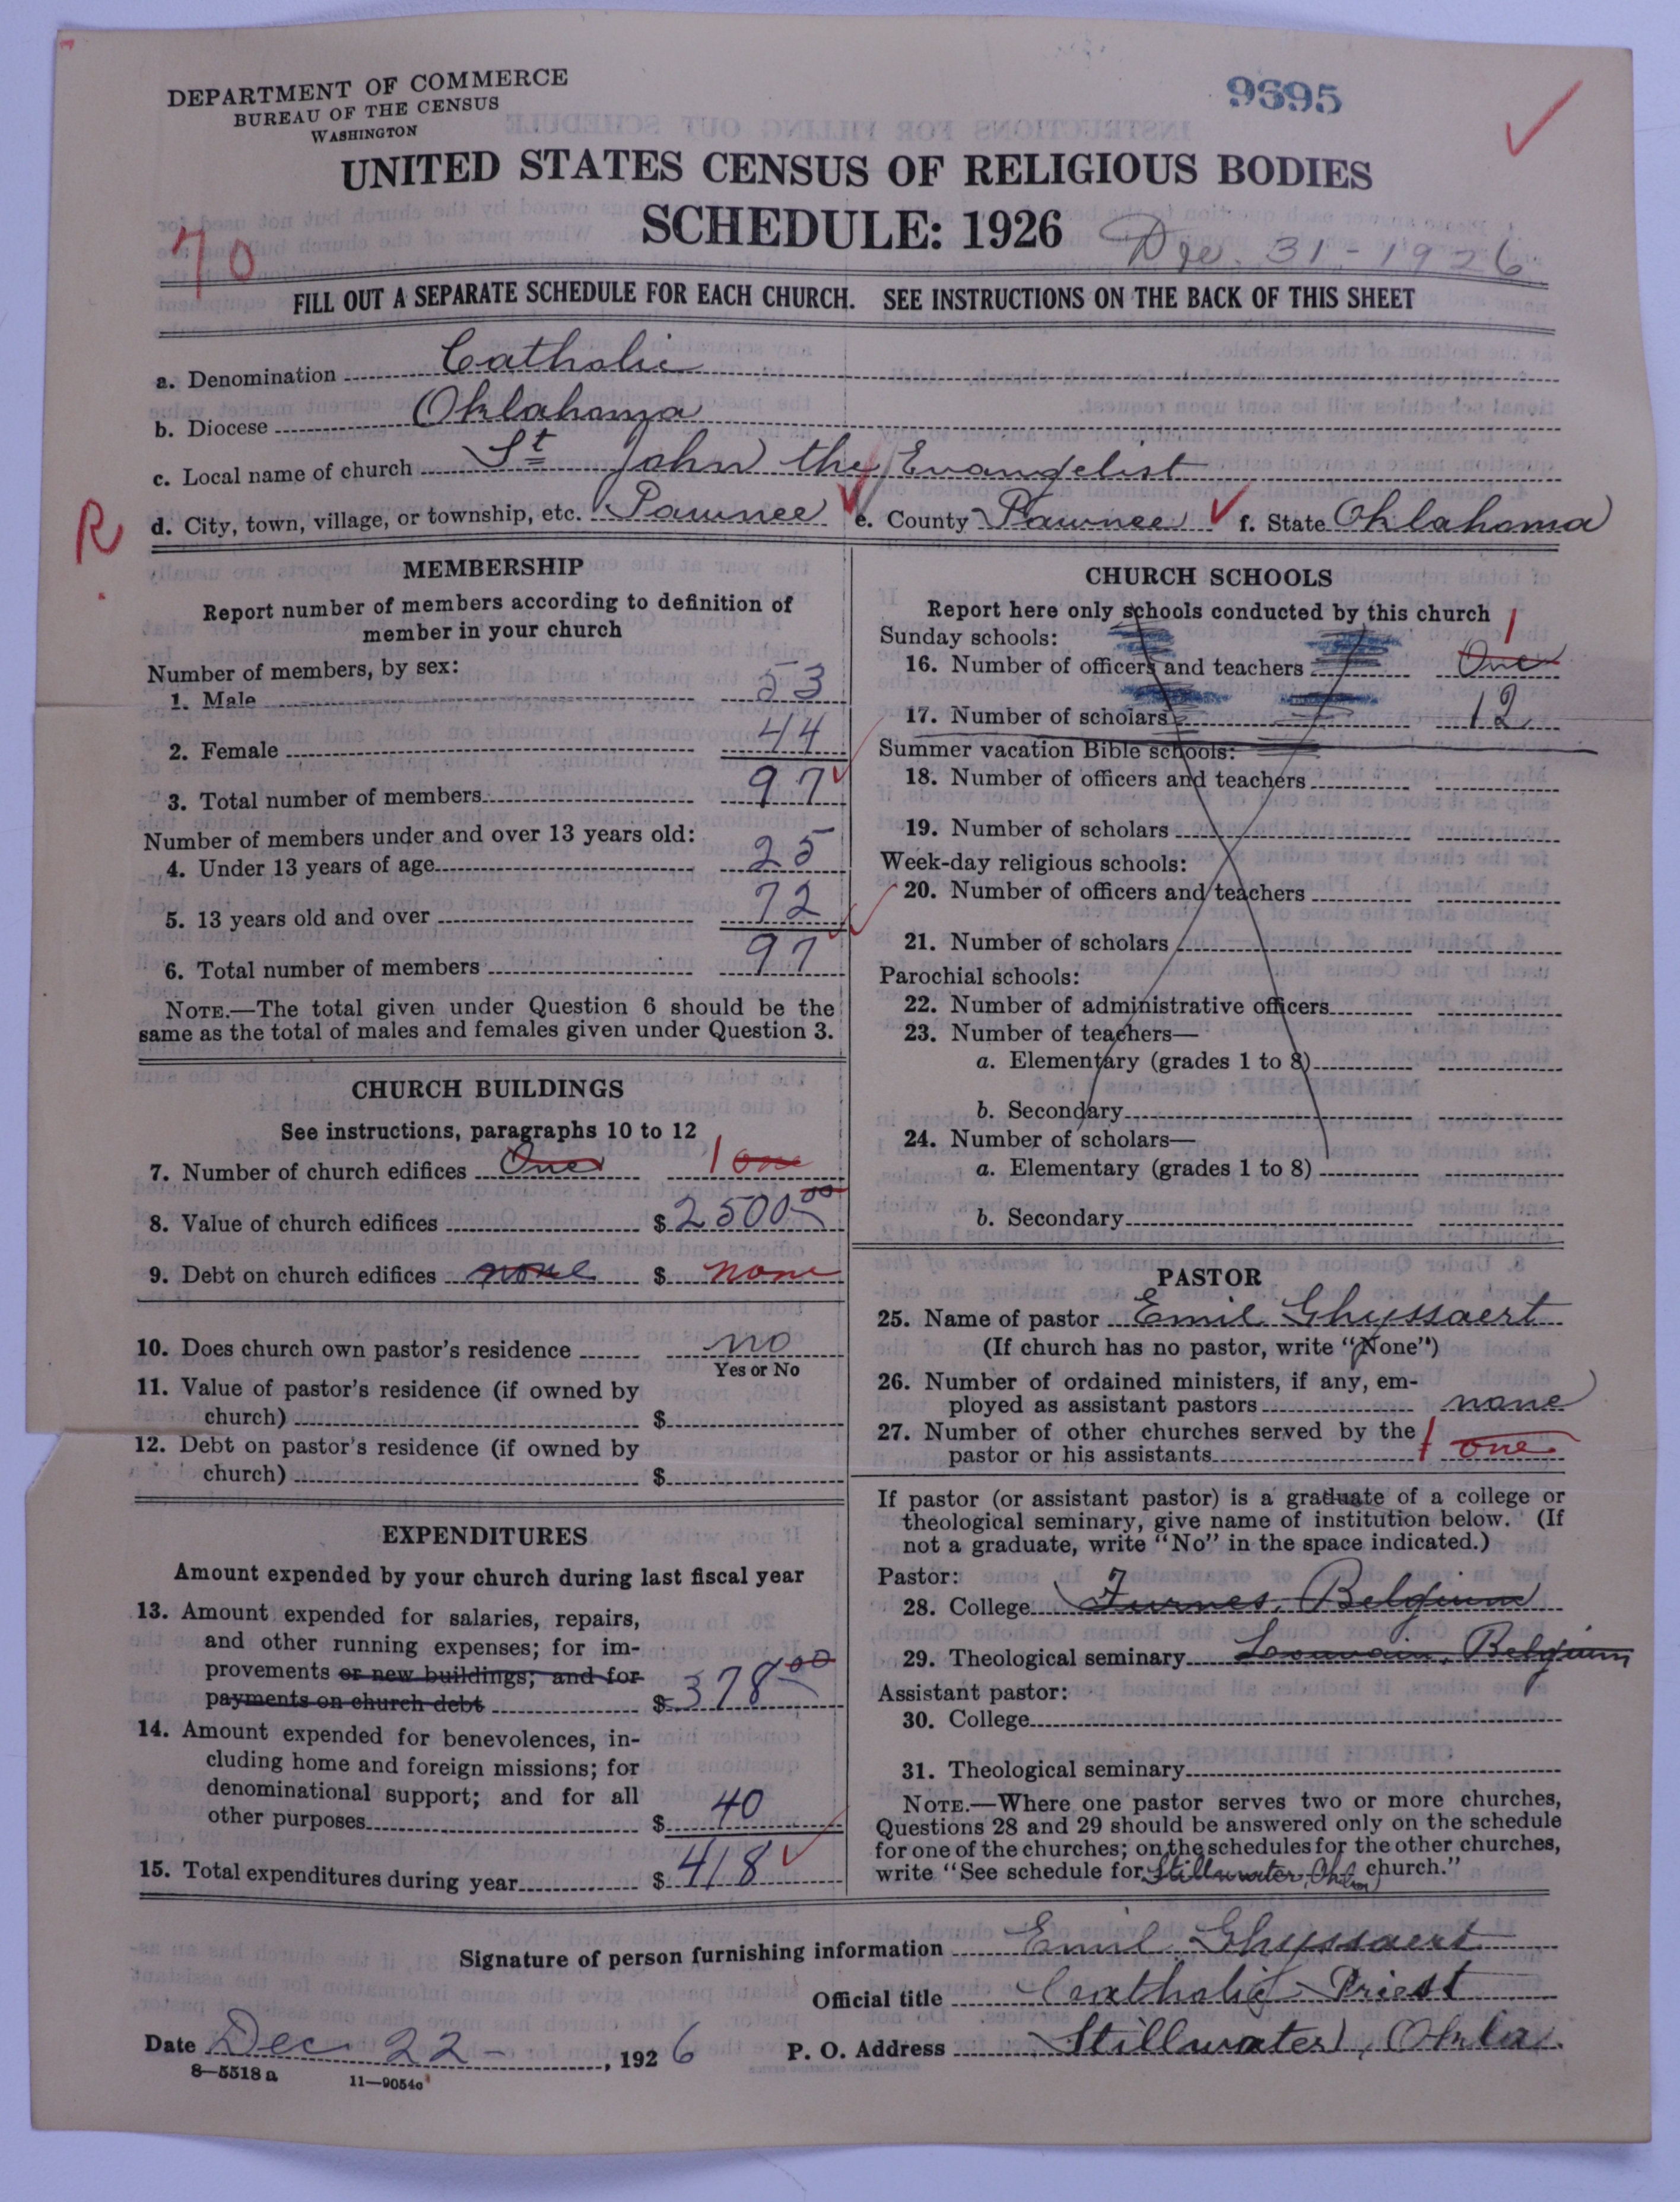 DEPARTMENT OF COMMERCE
BUREAU OF THE CENSUS
WASHINGTON
9695
UNITED STATES CENSUS OF RELIGIOUS BODIES
SCHEDULE: 1926
Dec. 31-1926
70
FILL OUT A SEPARATE SCHEDULE FOR EACH CHURCH. SEE INSTRUCTIONS ON THE BACK OF THIS SHEET
a. Denomination Catholic
b. Diocese Oklahoma
c. Local name of church St John the Evangelist
R
d. City, town, village, or township, etc. Pawnee e. County Pawnee f. State Oklahoma
MEMBERSHIP
Report number of members according to definition of
member in your church
Number of members, by sex:
1. Male 53
2. Female 44
3. Total number of members 97
Number of members under and over 13 years old:
4. Under 13 years of age 25
5. 13 years old and over 72
6. Total number of members 97
NOTE.—The total given under Question 6 should be the
same as the total of males and females given under Question 3.
CHURCH BUILDINGS
See instructions, paragraphs 10 to 12
7. Number of church edifices One 1 one
8. Value of church edifices $ 2500 00
9. Debt on church edifices none $ none
10. Does church own pastor's residence no
Yes or No
11. Value of pastor's residence (if owned by
church) $
12. Debt on pastor's residence (if owned by
church) $
EXPENDITURES
Amount expended by your church during last fiscal year
13. Amount expended for salaries, repairs,
and other running expenses; for im-
provements or new buildings; and for
payments on church debt $ 378 00
14. Amount expended for benevolences, in-
cluding home and foreign missions; for
denominational support; and for all
other purposes $ 40
15. Total expenditures during year $ 418
CHURCH SCHOOLS
Report here only schools conducted by this church
Sunday schools: 1
16. Number of officers and teachers One
17. Number of scholars 12
Summer vacation Bible schools:
18. Number of officers and teachers
19. Number of scholars
Week-day religious schools:
20. Number of officers and teachers
21. Number of scholars
Parochial schools:
22. Number of administrative officers
23. Number of teachers—
a. Elementary (grades 1 to 8)
b. Secondary
24. Number of scholars—
a. Elementary (grades 1 to 8)
b. Secondary
PASTOR
25. Name of pastor Emil Ghyssaert
(If church has no pastor, write "None")
26. Number of ordained ministers, if any, em-
ployed as assistant pastors none
27. Number of other churches served by the
pastor or his assistants 1 one
If pastor (or assistant pastor) is a graduate of a college or
theological seminary, give name of institution below. (If
not a graduate, write "No" in the space indicated.)
Pastor:
28. College Furnes, Belgium
29. Theological seminary Louvain, Belgium
Assistant pastor:
30. College
31. Theological seminary
NOTE.—Where one pastor serves two or more churches,
Questions 28 and 29 should be answered only on the schedule
for one of the churches; on the schedules for the other churches,
write "See schedule for Stillwater, Okla church."
Signature of person furnishing information Emil Ghyssaert
Official title Catholic Priest
Date Dec 22-, 1926 P. O. Address Stillwater, Okla.
8—5518 a 11—9054c